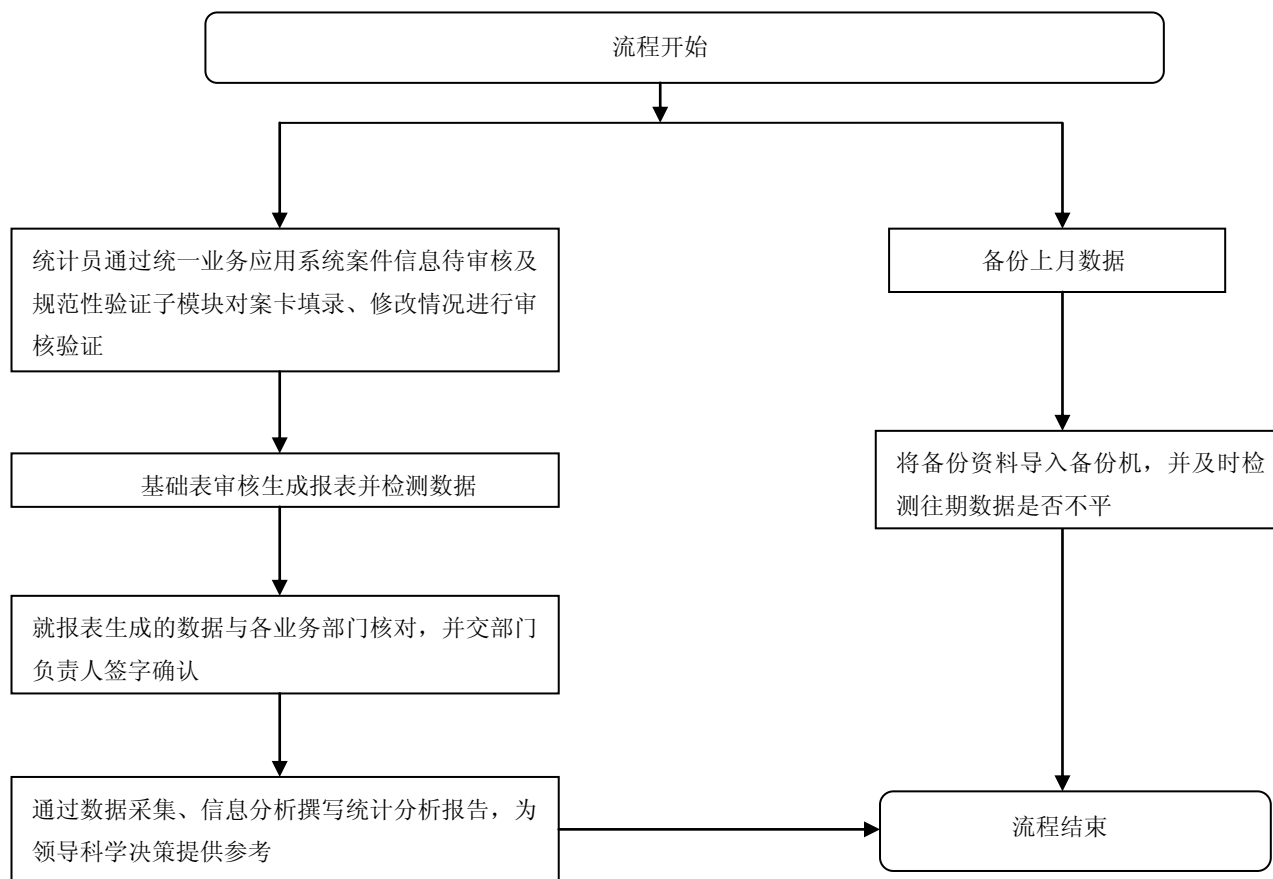 流程开始
统计员通过统一业务应用系统案件信息待审核及
规范性验证子模块对案卡填录、修改情况进行审
核验证
备份上月数据
基础表审核生成报表并检测数据
将备份资料导入备份机，并及时检
测往期数据是否不平
就报表生成的数据与各业务部门核对，并交部门
负责人签字确认
通过数据采集、信息分析撰写统计分析报告，为
领导科学决策提供参考
流程结束